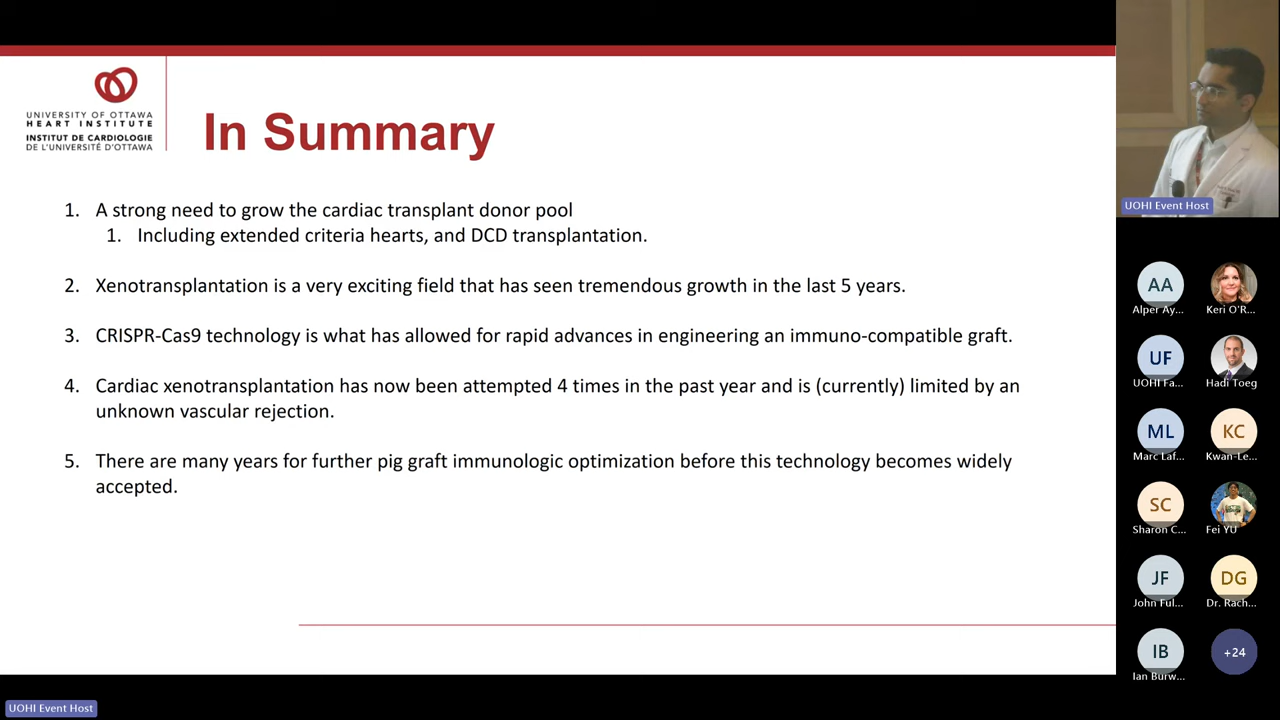 UNIVERSITY OF OTTAWA
HEART INSTITUTE
INSTITUT DE CARDIOLOGIE
DE L'UNIVERSITÉ D'OTTAWA
In Summary
1. A strong need to grow the cardiac transplant donor pool
1. Including extended criteria hearts, and DCD transplantation.
2. Xenotransplantation is a very exciting field that has seen tremendous growth in the last 5 years.
3. CRISPR-Cas9 technology is what has allowed for rapid advances in engineering an immuno-compatible graft.
4. Cardiac xenotransplantation has now been attempted 4 times in the past year and is (currently) limited by an
unknown vascular rejection.
5. There are many years for further pig graft immunologic optimization before this technology becomes widely
accepted.
UOHI Event Host
AA
Alper Ay...
Keri O'R...
UF
UOHI Fa...
Hadi Toeg
ML
Marc Laf...
KC
Kwan-Le...
SC
Sharon C...
Fei YU
JF
John Ful...
DG
Dr. Rach...
IB
Ian Burw...
+24
UOHI Event Host